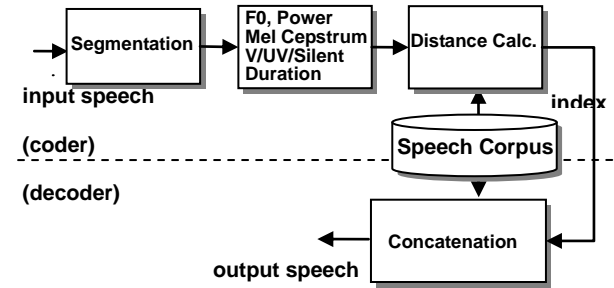 Segmentation
F0, Power
Mel Cepstrum
V/UV/Silent
Duration
Distance Calc.
input speech
index
(coder)
Speech Corpus
(decoder)
Concatenation
output speech